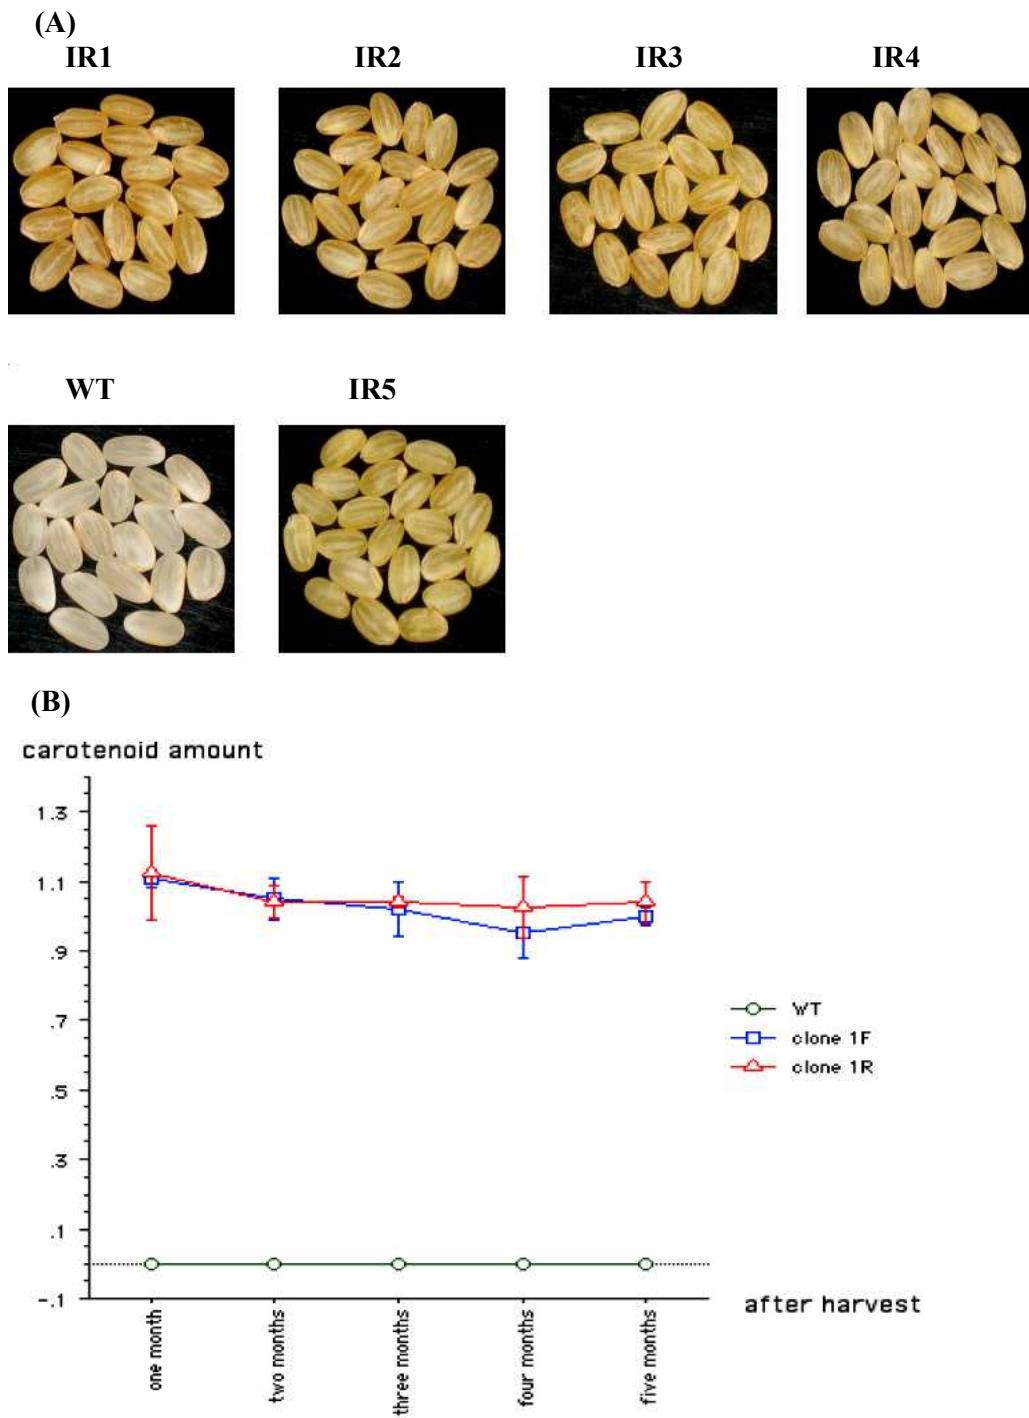 (A)
IR1 IR2 IR3 IR4
WT IR5
(B)
carotenoid amount
1.3
1.1
.9
.7
.5
.3
.1
-.1
WT
clone 1F
clone 1R
after harvest
one month
two months
three months
four months
five months